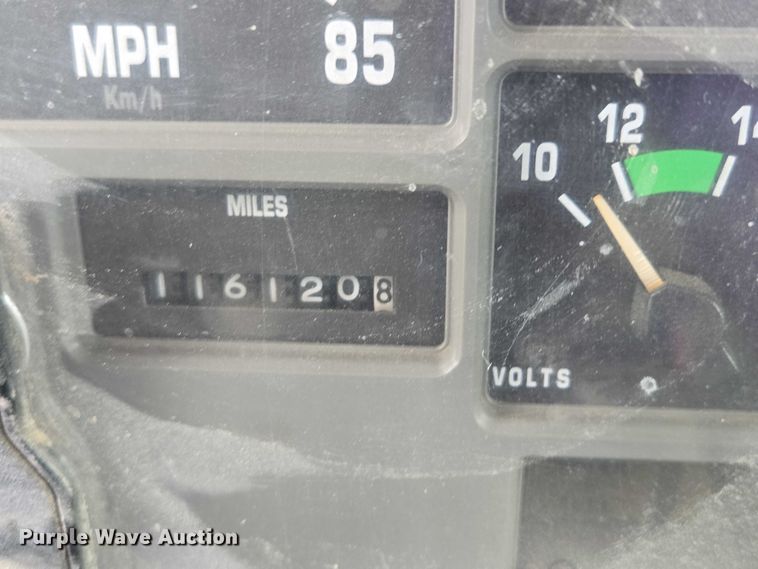 MPH 85
Km/h
12 14
10
MILES
1161208
VOLTS
Purple Wave Auction